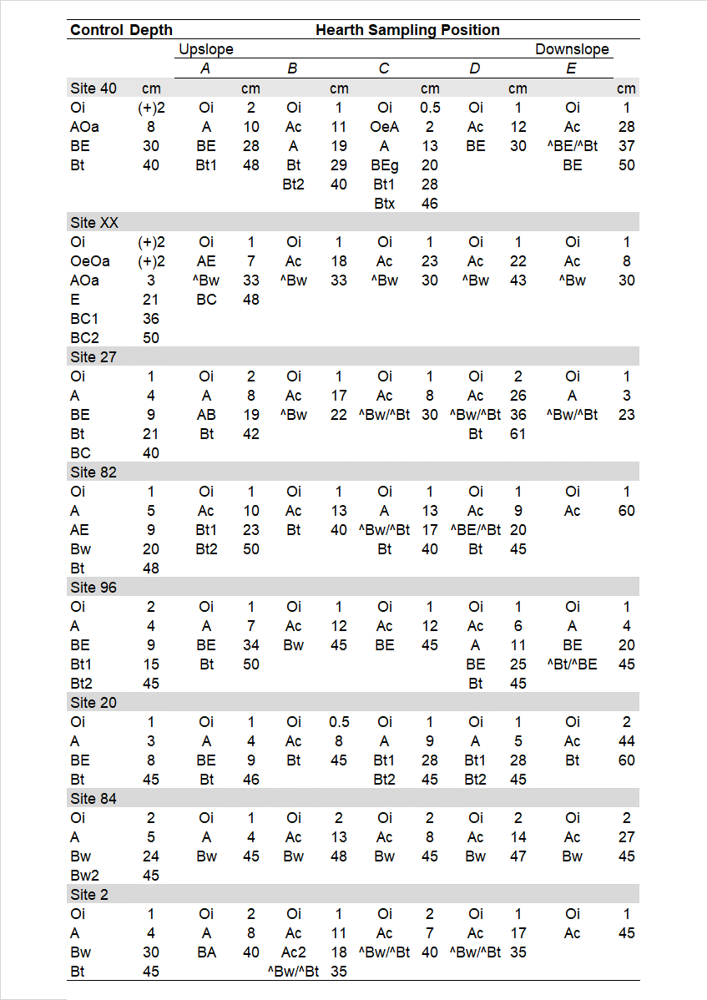 Control Depth Hearth Sampling Position
Upslope Downslope
A B C D E
Site 40 cm cm cm cm cm cm
Oi (+)2 Oi 2 Oi 1 Oi 0.5 Oi 1 Oi 1
AOa 8 A 10 Ac 11 OeA 2 Ac 12 Ac 28
BE 30 BE 28 A 19 A 13 BE 30 ^BE/^Bt 37
Bt 40 Bt1 48 Bt 29 BEg 20 BE 50
Bt2 40 Bt1 28
Btx 46
Site XX
Oi (+)2 Oi 1 Oi 1 Oi 1 Oi 1 Oi 1
OeOa (+)2 AE 7 Ac 18 Ac 23 Ac 22 Ac 8
AOa 3 ^Bw 33 ^Bw 33 ^Bw 30 ^Bw 43 ^Bw 30
E 21 BC 48
BC1 36
BC2 50
Site 27
Oi 1 Oi 2 Oi 1 Oi 1 Oi 2 Oi 1
A 4 A 8 Ac 17 Ac 8 Ac 26 A 3
BE 9 AB 19 ^Bw 22 ^Bw/^Bt 30 ^Bw/^Bt 36 ^Bw/^Bt 23
Bt 21 Bt 42 Bt 61
BC 40
Site 82
Oi 1 Oi 1 Oi 1 Oi 1 Oi 1 Oi 1
A 5 Ac 10 Ac 13 A 13 Ac 9 Ac 60
AE 9 Bt1 23 Bt 40 ^Bw/^Bt 17 ^BE/^Bt 20
Bw 20 Bt2 50 Bt 40 Bt 45
Bt 48
Site 96
Oi 2 Oi 1 Oi 1 Oi 1 Oi 1 Oi 1
A 4 A 7 Ac 12 Ac 12 Ac 6 A 4
BE 9 BE 34 Bw 45 BE 45 A 11 BE 20
Bt1 15 Bt 50 BE 25 ^Bt/^BE 45
Bt2 45 Bt 45
Site 20
Oi 1 Oi 1 Oi 0.5 Oi 1 Oi 1 Oi 2
A 3 A 4 Ac 8 A 9 A 5 Ac 44
BE 8 BE 9 Bt 45 Bt1 28 Bt1 28 Bt 60
Bt 45 Bt 46 Bt2 45 Bt2 45
Site 84
Oi 2 Oi 1 Oi 2 Oi 2 Oi 2 Oi 2
A 5 A 4 Ac 13 Ac 8 Ac 14 Ac 27
Bw 24 Bw 45 Bw 48 Bw 45 Bw 47 Bw 45
Bw2 45
Site 2
Oi 1 Oi 2 Oi 1 Oi 2 Oi 1 Oi 1
A 4 A 8 Ac 11 Ac 7 Ac 17 Ac 45
Bw 30 BA 40 Ac2 18 ^Bw/^Bt 40 ^Bw/^Bt 35
Bt 45 ^Bw/^Bt 35